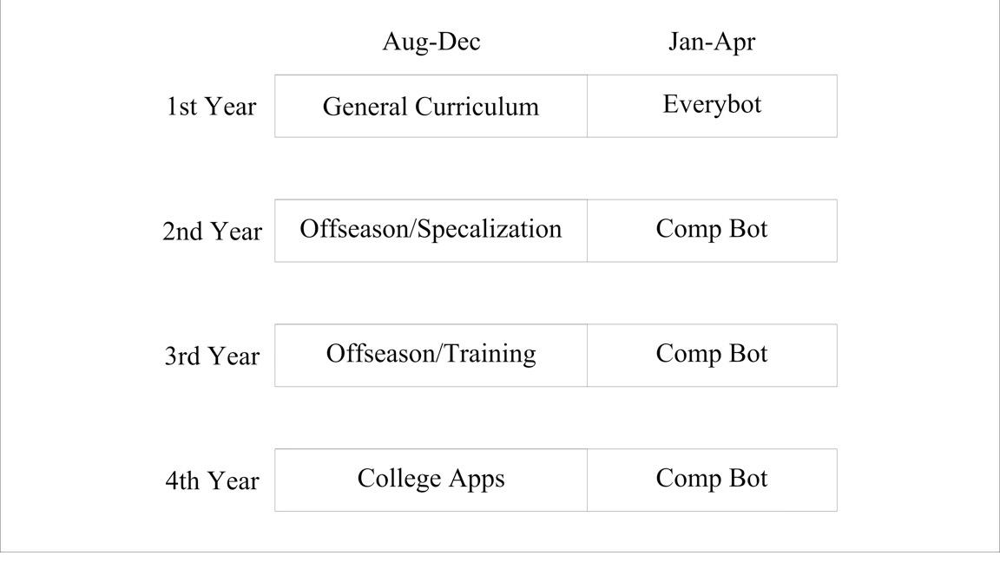 Aug-Dec Jan-Apr
1st Year General Curriculum Everybot
2nd Year Offseason/Specalization Comp Bot
3rd Year Offseason/Training Comp Bot
4th Year College Apps Comp Bot